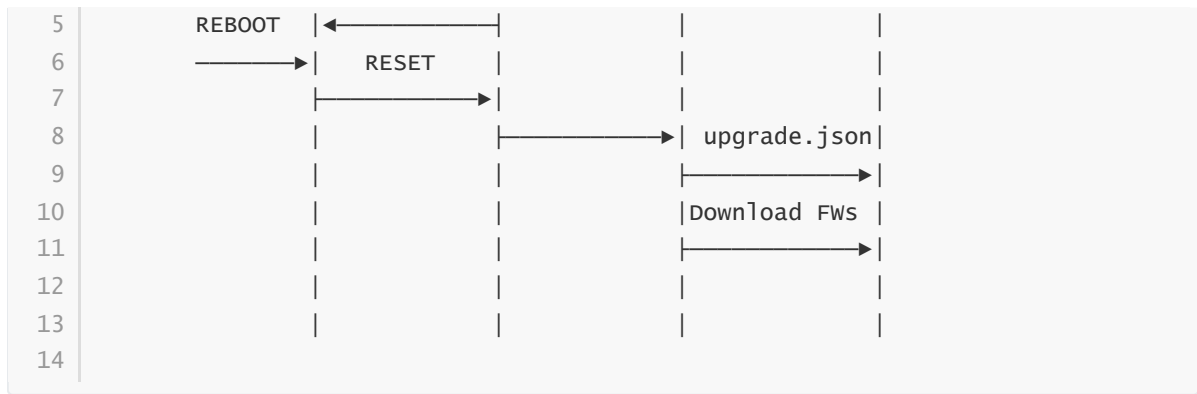 5 REBOOT |◄──────────┤ | |
6 ──────►| RESET | | |
7 ├──────────►| | |
8 | ├──────────►| upgrade.json|
9 | | ├───────────►|
10 | | |Download FWs |
11 | | ├───────────►|
12 | | | |
13 | | | |
14